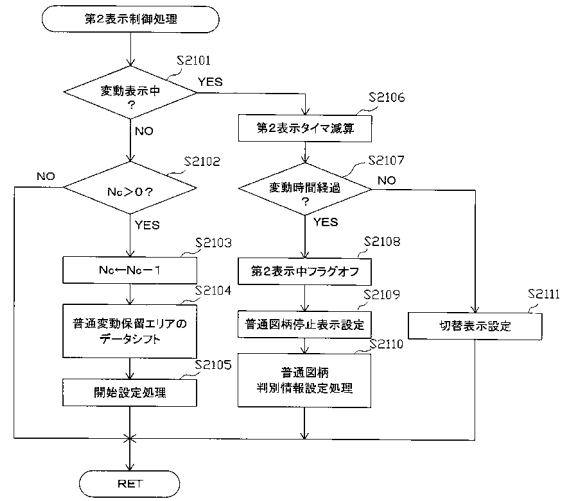 第2表示制御処理
S2101
変動表示中
?
YES
NO
S2102
Nc>0?
NO
YES
S2103
Nc←Nc－1
S2104
普通変動保留エリアの
データシフト
S2105
開始設定処理
S2106
第2表示タイマ減算
S2107
変動時間経過
?
NO
YES
S2108
第2表示中フラグオフ
S2109
普通図柄停止表示設定
S2110
普通図柄
判別情報設定処理
S2111
切替表示設定
RET